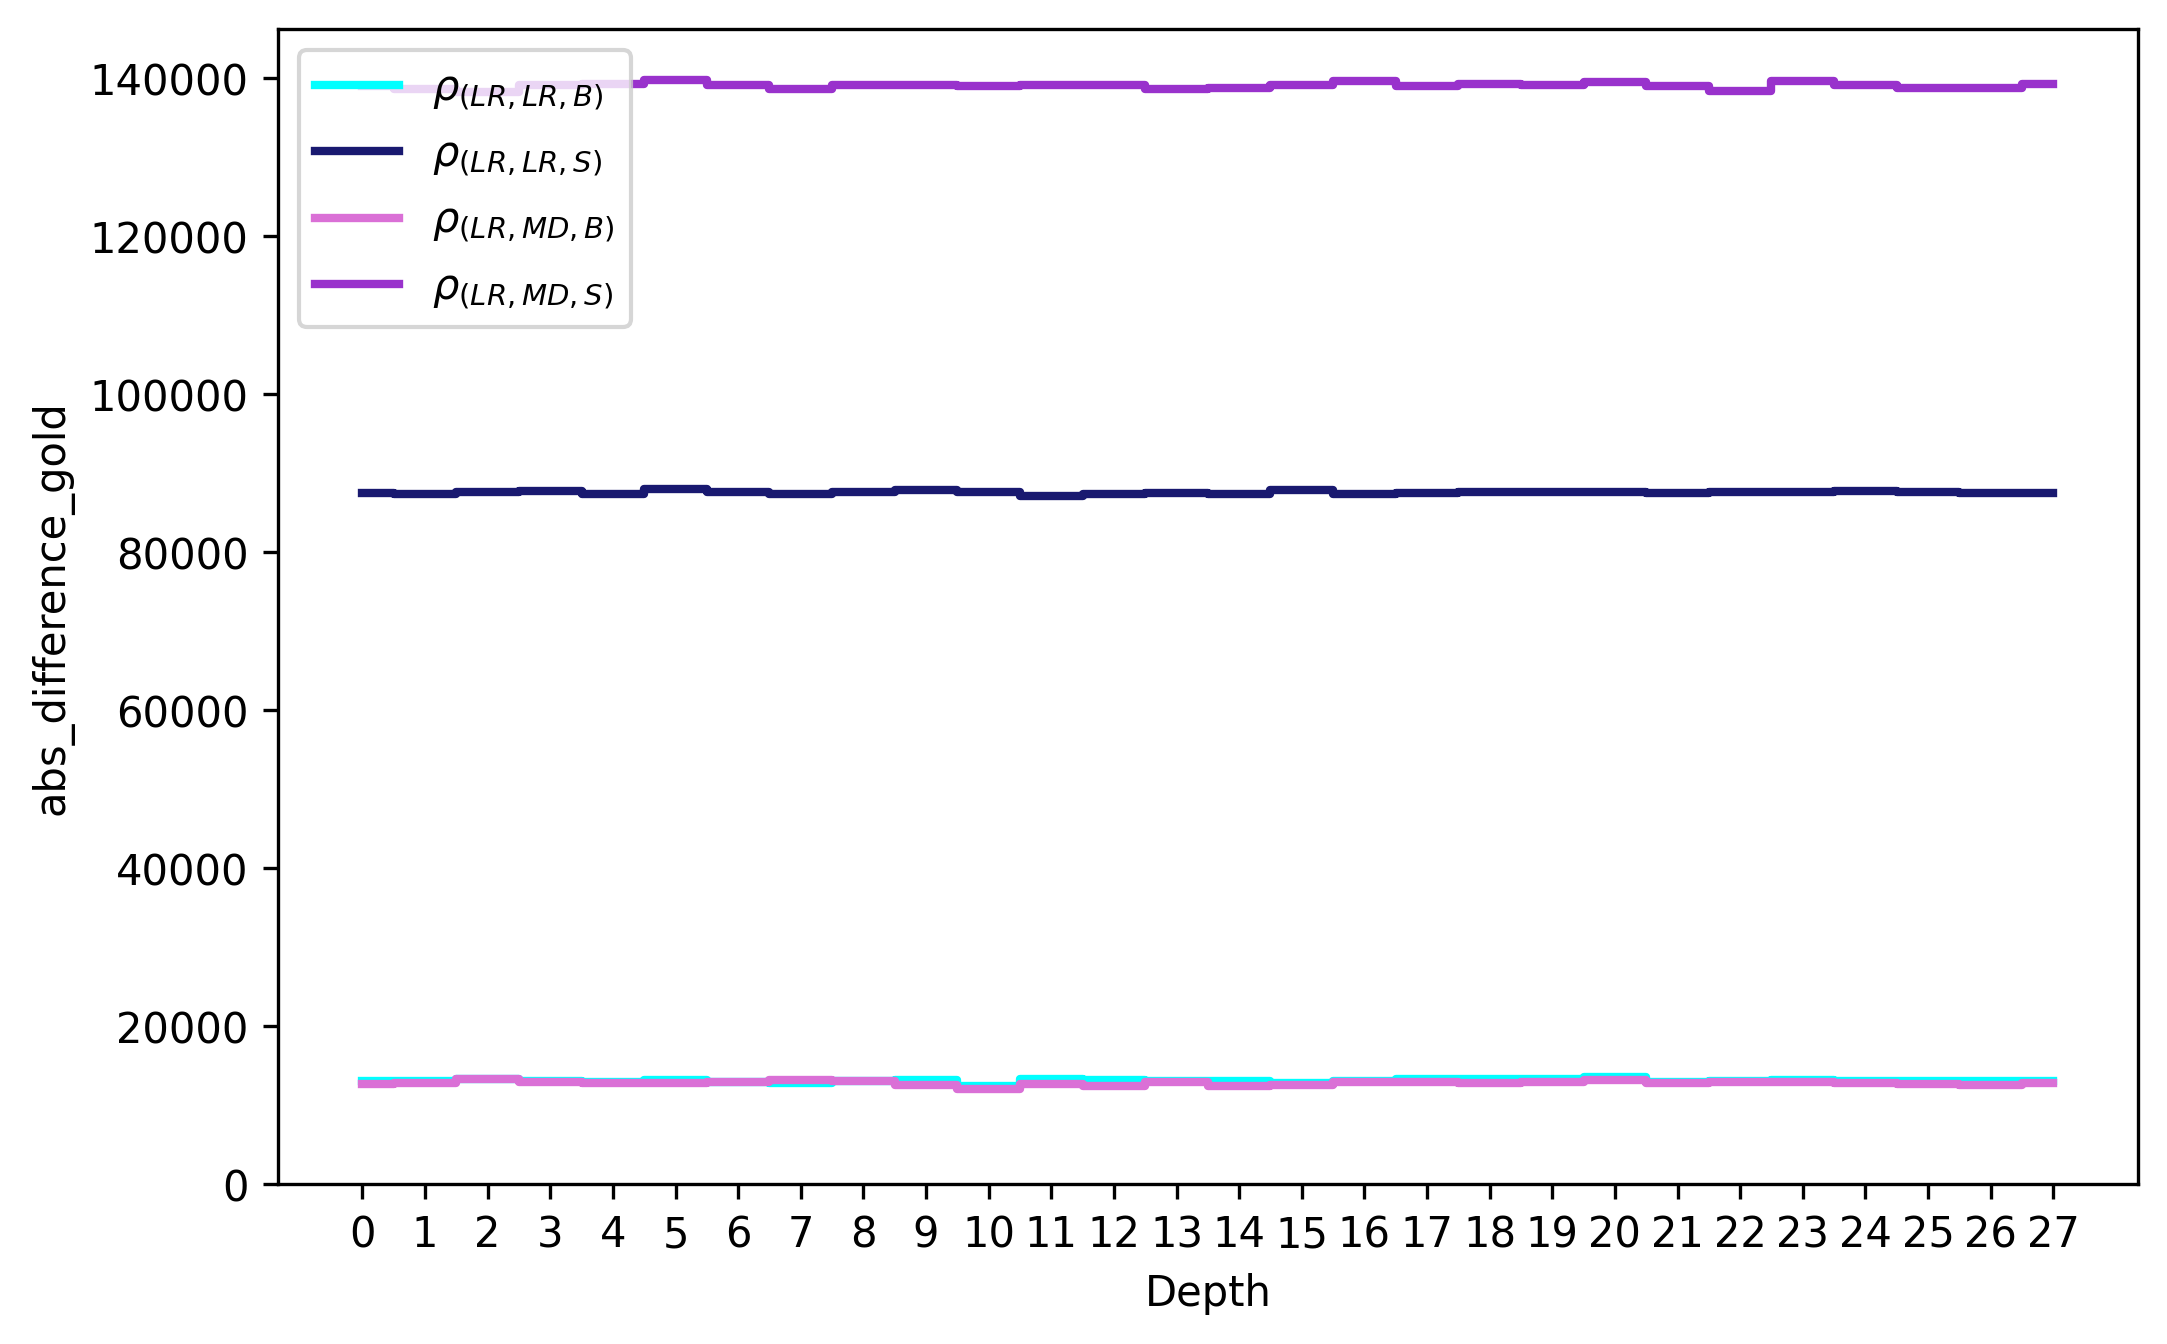 140000
120000
100000
80000
60000
40000
20000
0
abs_difference_gold
ρ(LR, LR, B)
ρ(LR, LR, S)
ρ(LR, MD, B)
ρ(LR, MD, S)
0 1 2 3 4 5 6 7 8 9 10 11 12 13 14 15 16 17 18 19 20 21 22 23 24 25 26 27
Depth